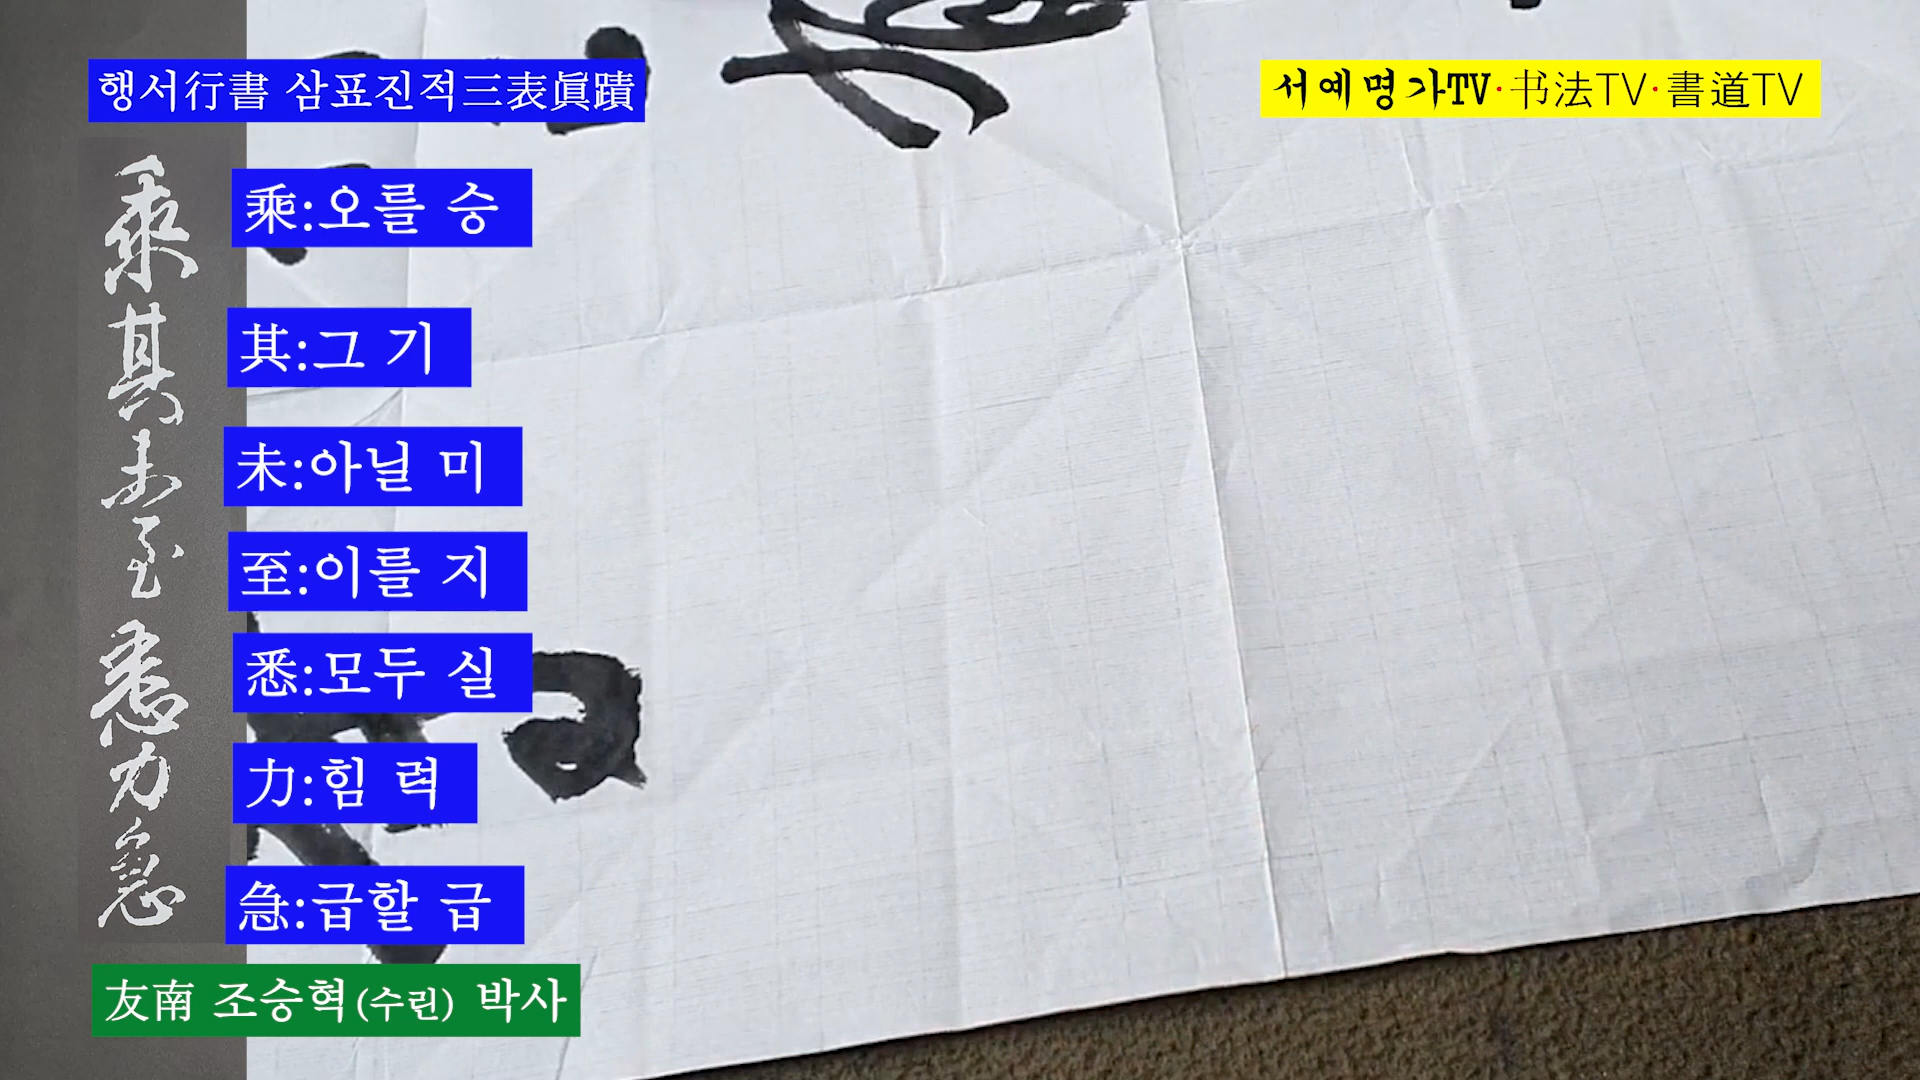 행서行書 삼표진적三表眞蹟
서예명가TV·书法TV·書道TV
乘其未至悉力急
乘:오를 승
其:그 기
未:아닐 미
至:이를 지
悉:모두 실
力:힘 력
急:급할 급
友南 조승혁(수린) 박사